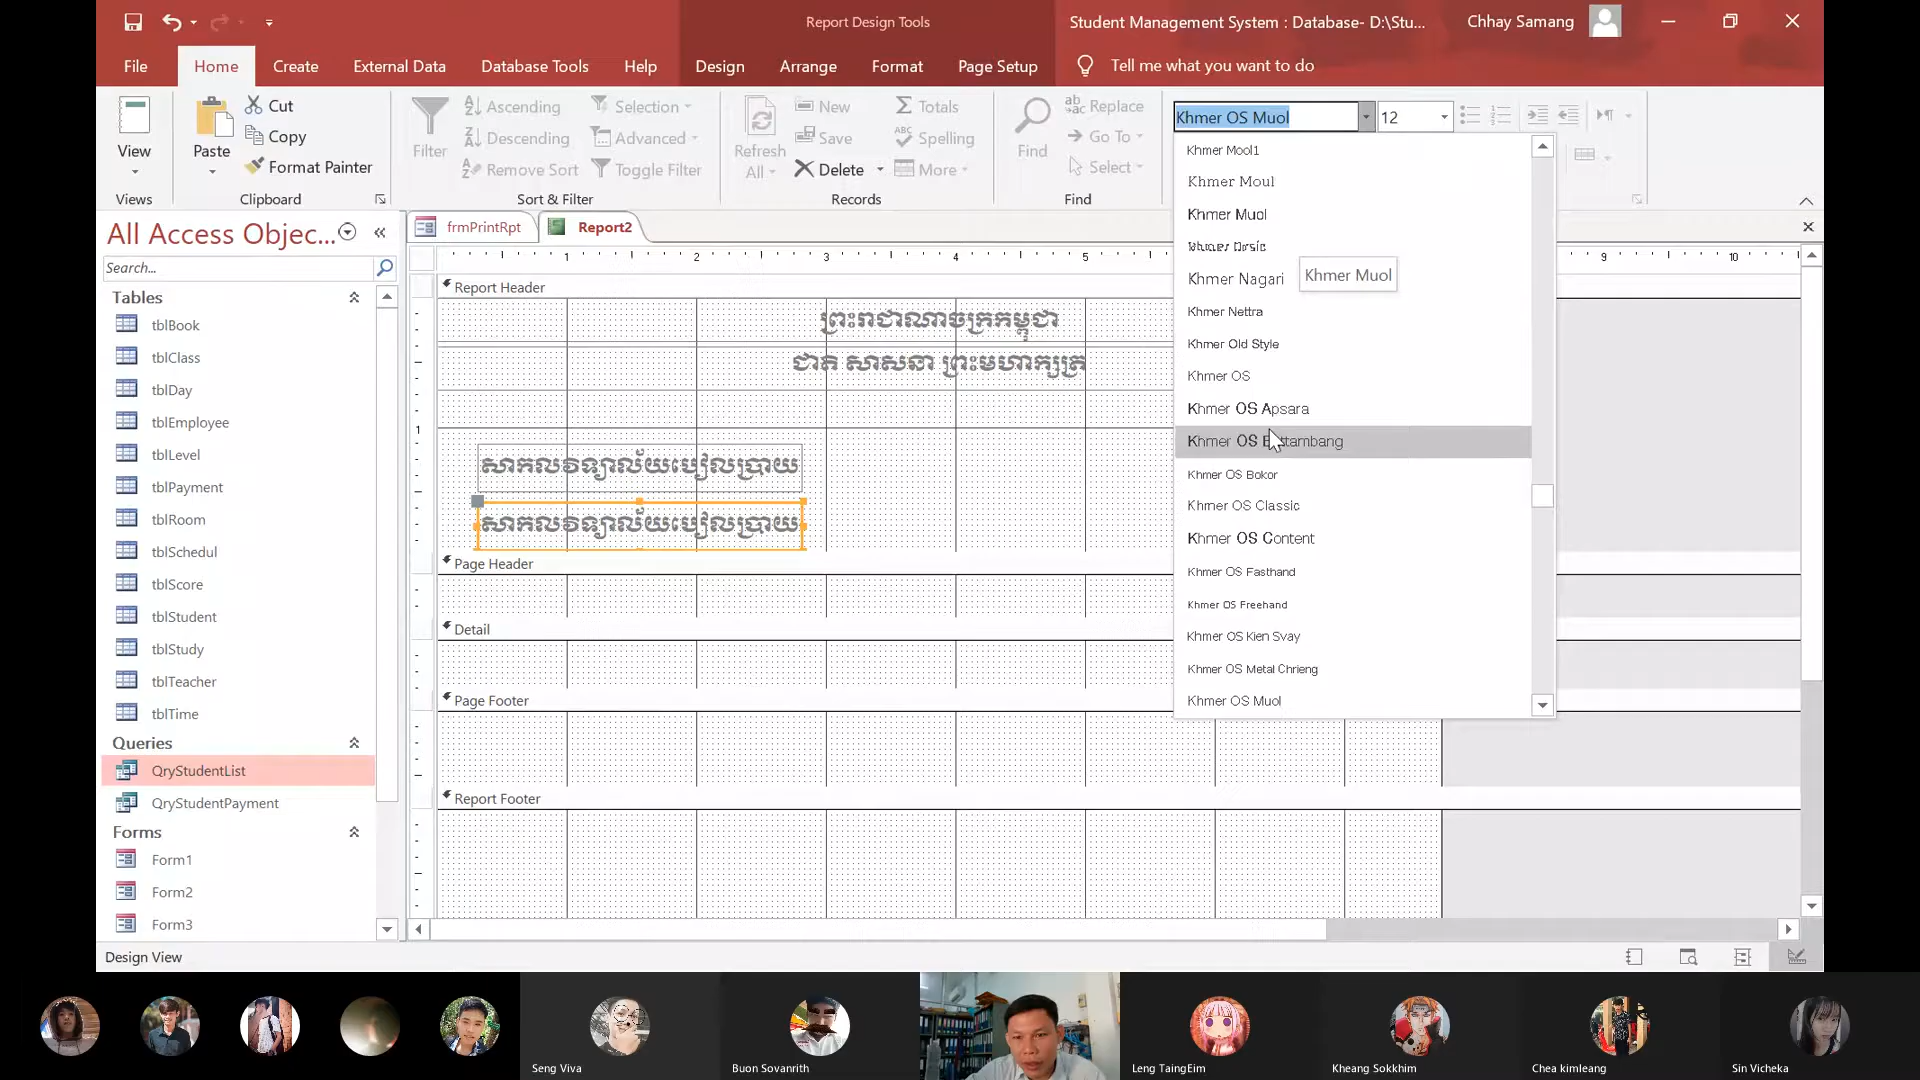 Report Design Tools
Student Management System : Database- D:\Stu...
Chhay Samang
File
Home
Create
External Data
Database Tools
Help
Design
Arrange
Format
Page Setup
Tell me what you want to do
View
Views
Paste
Cut
Copy
Format Painter
Clipboard
Filter
Ascending
Descending
Remove Sort
Selection
Advanced
Toggle Filter
Sort & Filter
Refresh
All
New
Save
Delete
Totals
Spelling
More
Records
Find
Replace
Go To
Select
Find
Khmer OS Muol
12
Khmer Mool1
Khmer Moul
Khmer Muol
Khmer Nagari
Khmer Muol
Khmer Nettra
Khmer Old Style
Khmer OS
Khmer OS Apsara
Khmer OS Bokor
Khmer OS Classic
Khmer OS Content
Khmer OS Fasthand
Khmer OS Freehand
Khmer OS Kien Svay
Khmer OS Metal Chrieng
Khmer OS Muol
All Access Objec...
Search...
Tables
tblBook
tblClass
tblDay
tblEmployee
tblLevel
tblPayment
tblRoom
tblSchedul
tblScore
tblStudent
tblStudy
tblTeacher
tblTime
Queries
QryStudentList
QryStudentPayment
Forms
Form1
Form2
Form3
frmPrintRpt
Report2
1 2 3 4 5 9 10
Report Header
ព្រះរាជាណាចក្រកម្ពុជា
ជាតិ សាសនា ព្រះមហាក្សត្រ
1
សាកលវិទ្យាល័យបៀលប្រាយ
សាកលវិទ្យាល័យបៀលប្រាយ
Page Header
Detail
Page Footer
Report Footer
Design View
Seng Viva
Buon Sovanrith
Leng TaingEim
Kheang Sokkhim
Chea kimleang
Sin Vicheka